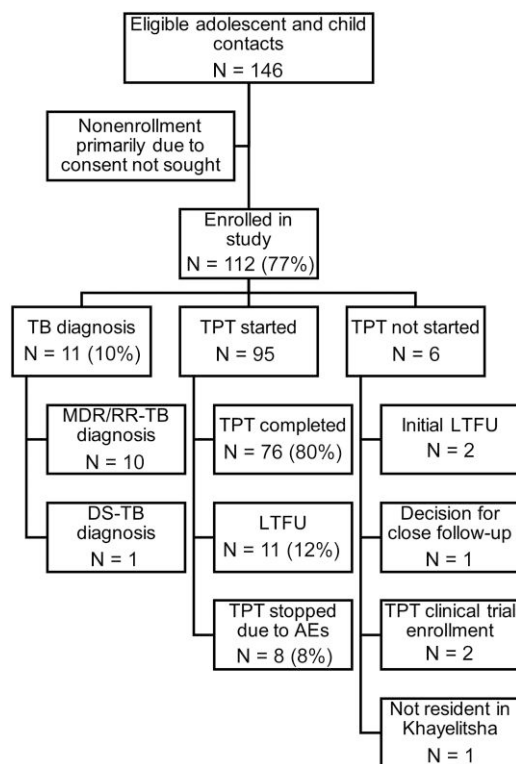 Eligible adolescent and child
contacts
N = 146
Nonenrollment
primarily due to
consent not sought
Enrolled in
study
N = 112 (77%)
TB diagnosis
N = 11 (10%)
TPT started
N = 95
TPT not started
N = 6
MDR/RR-TB
diagnosis
N = 10
TPT completed
N = 76 (80%)
Initial LTFU
N = 2
DS-TB
diagnosis
N = 1
LTFU
N = 11 (12%)
Decision for
close follow-up
N = 1
TPT stopped
due to AEs
N = 8 (8%)
TPT clinical trial
enrollment
N = 2
Not resident in
Khayelitsha
N = 1